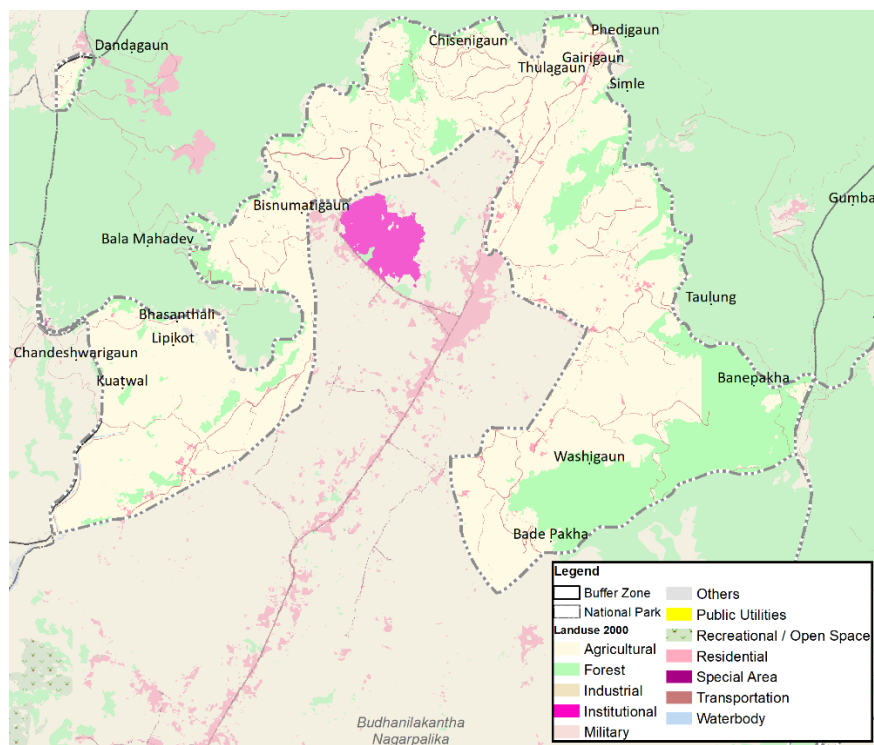 Dandagaun
Chisenigaun
Phedigaun
Gairigaun
Thulagaun
Simle
Gumba
Bisnumatigaun
Bala Mahadev
Taulung
Bhasanthali
Lipikot
Chandeshwarigaun
Kuatwal
Banepakha
Washigaun
Bade Pakha
Budhanilakantha
Nagarpalika
Legend
Buffer Zone
National Park
Landuse 2000
Agricultural
Forest
Industrial
Institutional
Military
Others
Public Utilities
Recreational / Open Space
Residential
Special Area
Transportation
Waterbody